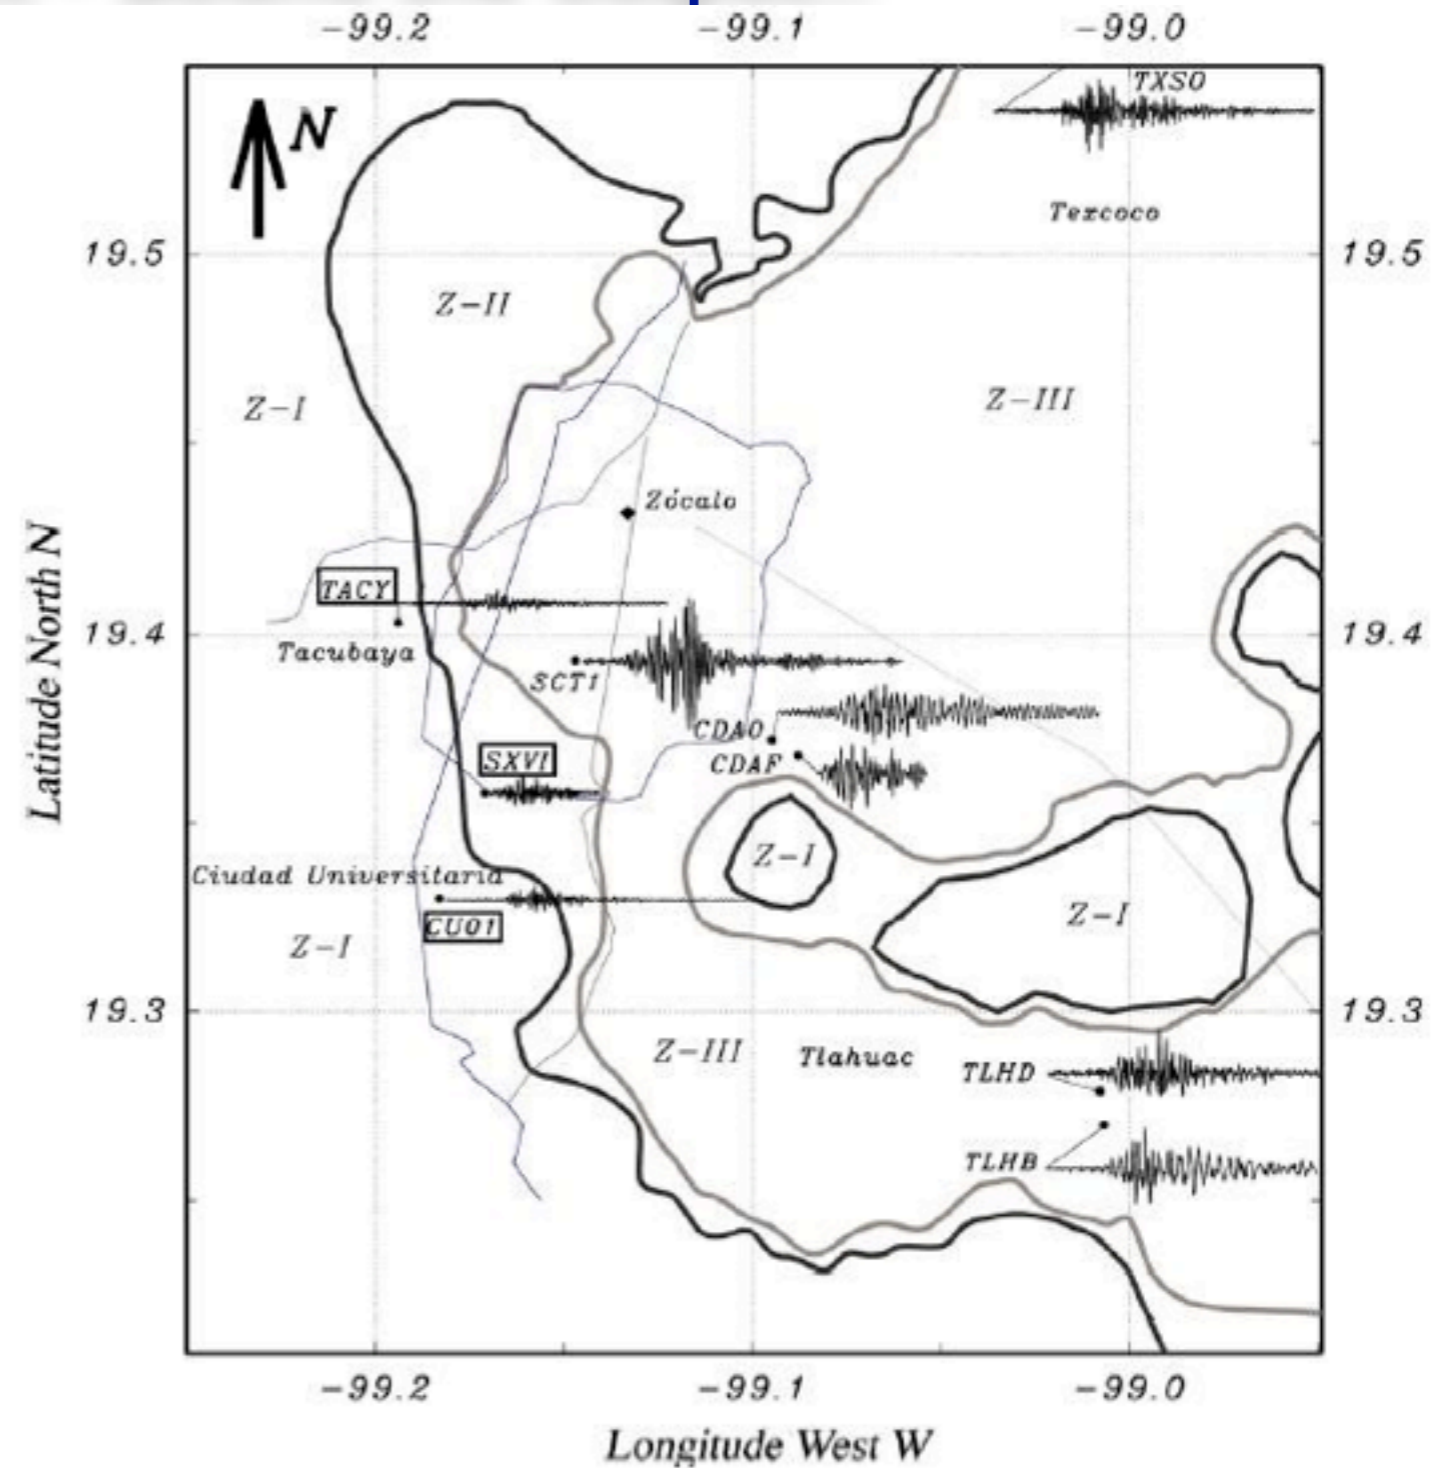 -99.2 -99.1 -99.0
TXSO
N
Texcoco
19.5 19.5
Z-II
Z-I Z-III
Zócalo
TACY
19.4 19.4
Tacubaya
SCT1
CDAO
SXVI CDAF
Z-I
Ciudad Universitaria
CU01 Z-I
Z-I
19.3 19.3
Z-III Tlahuac TLHD
TLHB
-99.2 -99.1 -99.0
Longitude West W
Latitude North N